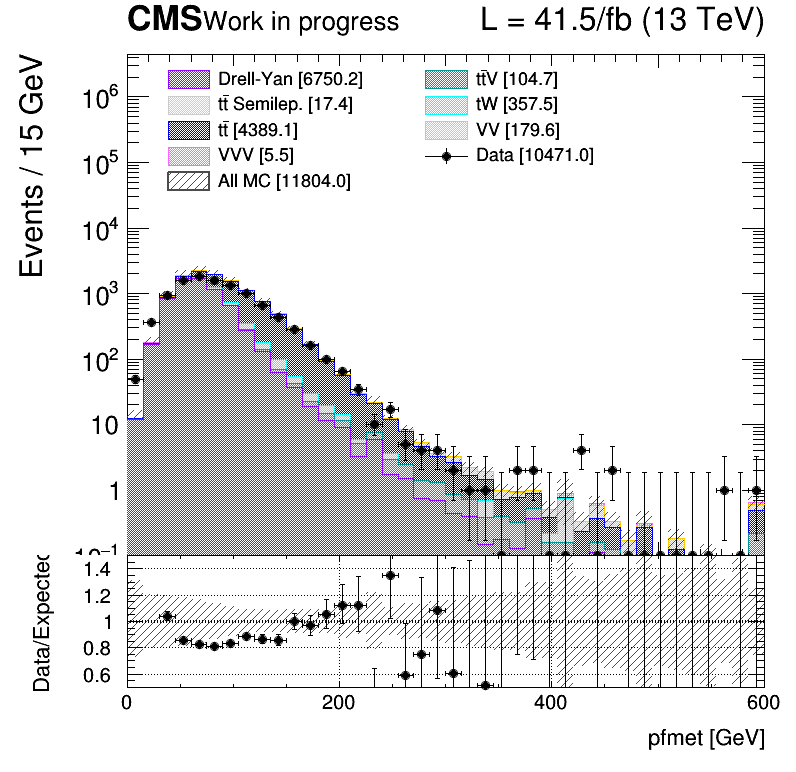 CMS Work in progress L = 41.5/fb (13 TeV)
Events / 15 GeV
Drell-Yan [6750.2]
tt̄ Semilep. [17.4]
tt̄ [4389.1]
VVV [5.5]
All MC [11804.0]
tt̄V [104.7]
tW [357.5]
VV [179.6]
Data [10471.0]
10⁶
10⁵
10⁴
10³
10²
10
1
10⁻¹
Data/Expected
1.4
1.2
1
0.8
0.6
0 200 400 600
pfmet [GeV]